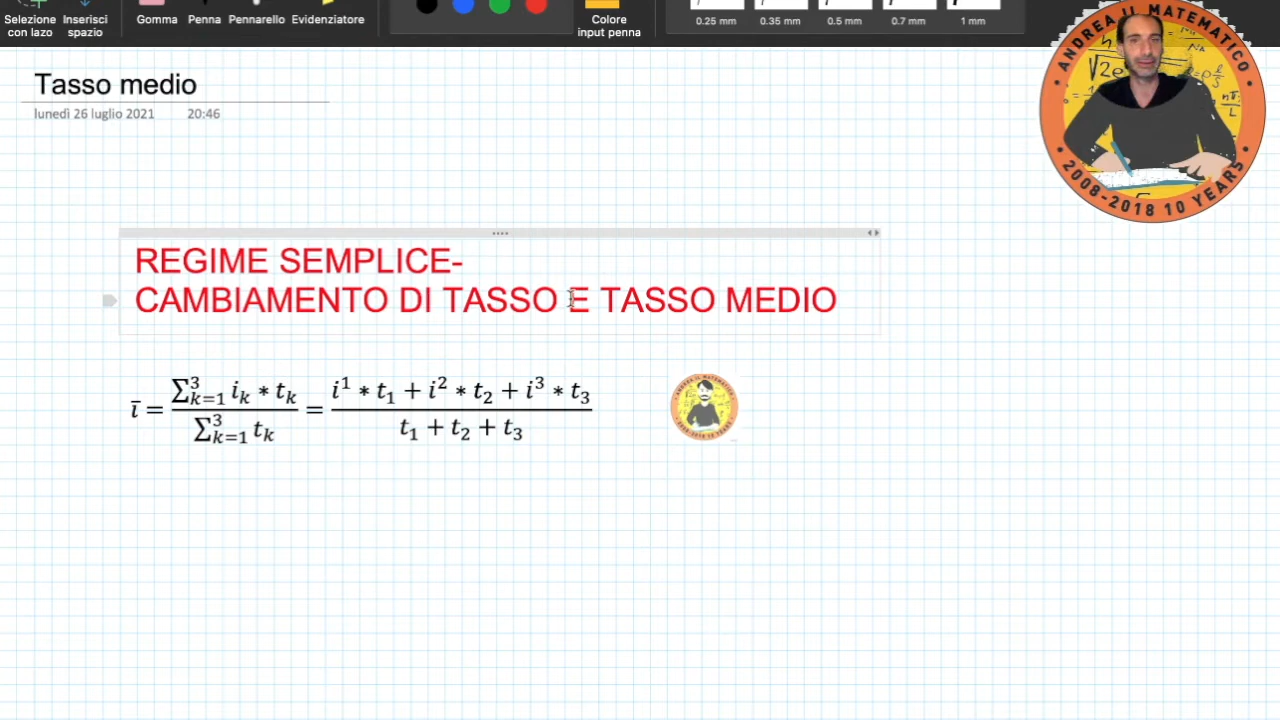 Selezione con lazo
Inserisci spazio
Gomma
Penna
Pennarello
Evidenziatore
Colore input penna
0.25 mm
0.35 mm
0.5 mm
0.7 mm
1 mm
ANDREA IL MATEMATICO
2008-2018 10 YEARS
Tasso medio
lunedì 26 luglio 2021 20:46
REGIME SEMPLICE-
CAMBIAMENTO DI TASSO E TASSO MEDIO
ī = ∑³ₖ₌₁ iₖ * tₖ / ∑³ₖ₌₁ tₖ = i¹ * t₁ + i² * t₂ + i³ * t₃ / t₁ + t₂ + t₃